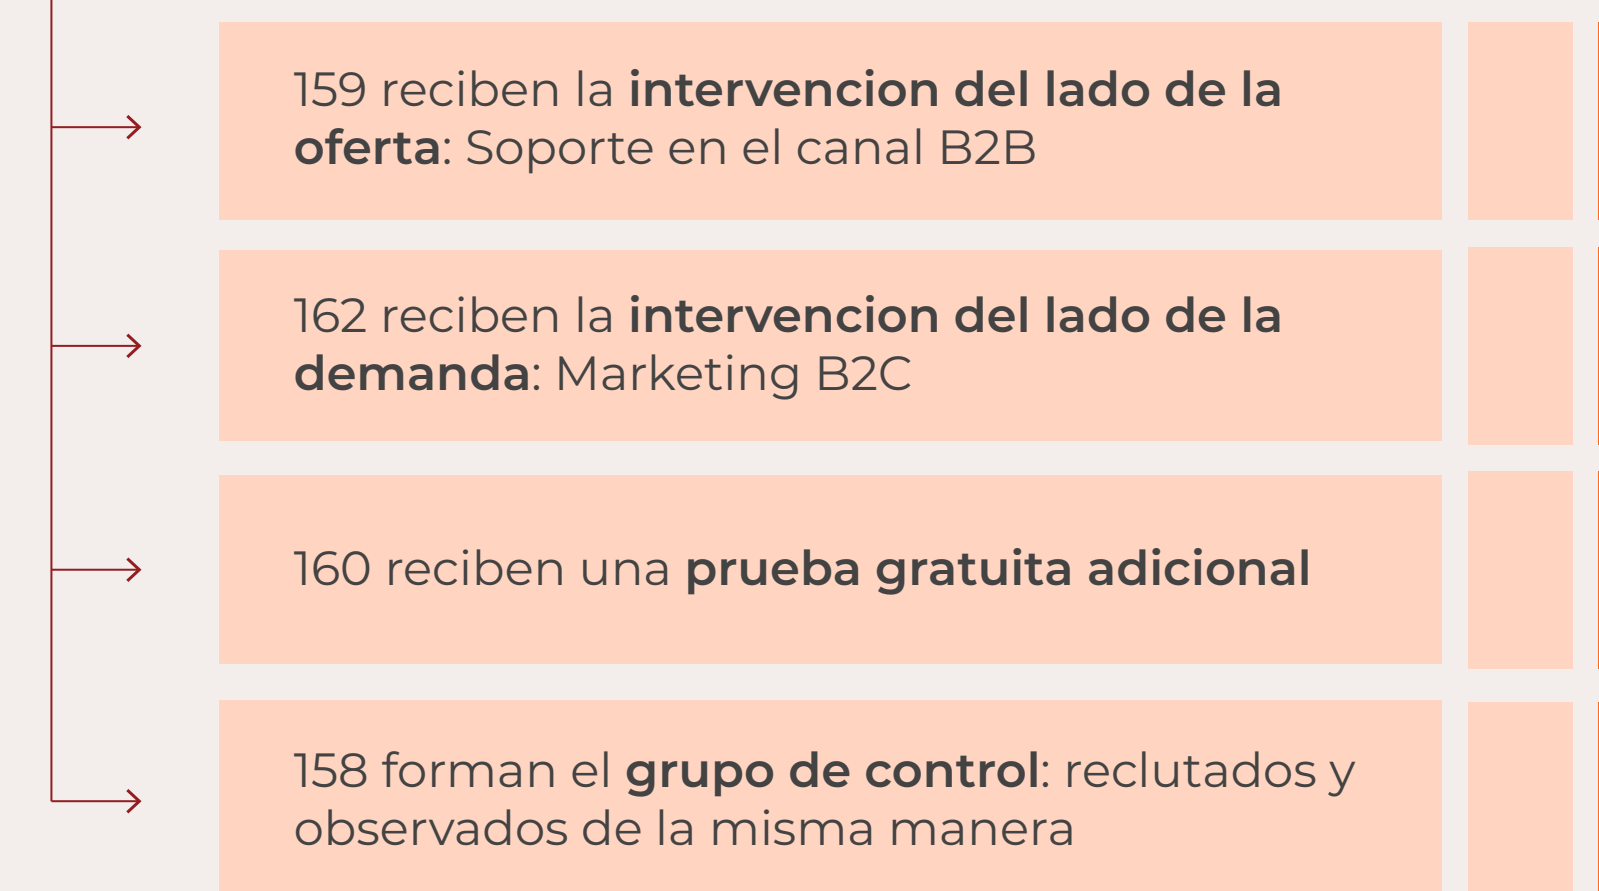 159 reciben la intervencion del lado de la
oferta: Soporte en el canal B2B
162 reciben la intervencion del lado de la
demanda: Marketing B2C
160 reciben una prueba gratuita adicional
158 forman el grupo de control: reclutados y
observados de la misma manera